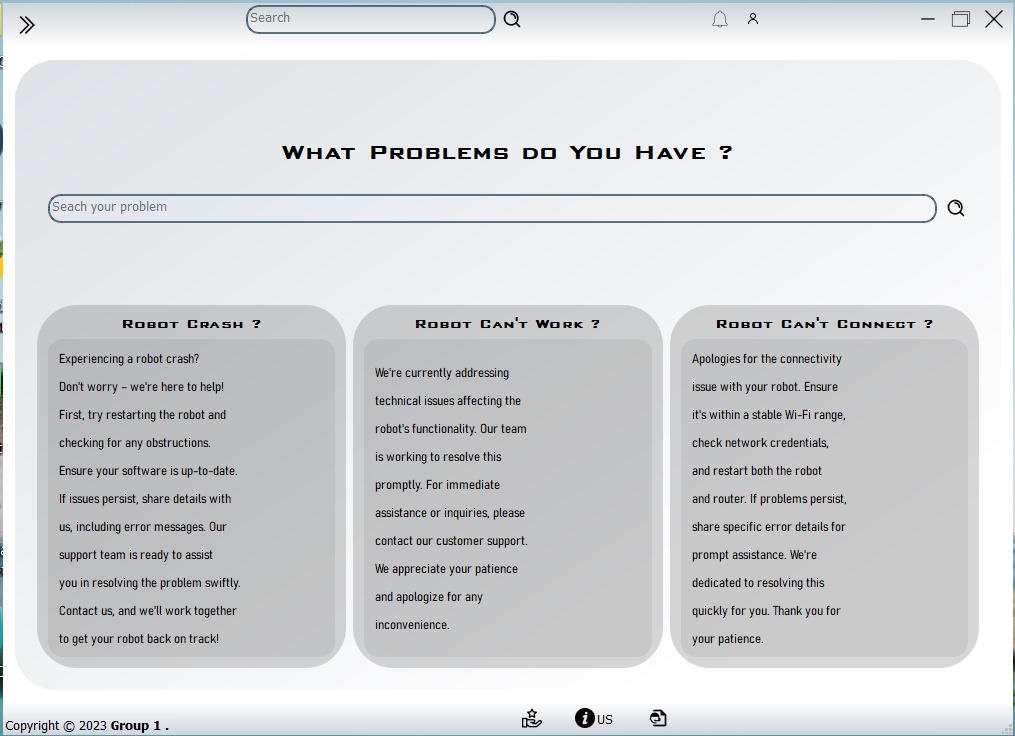 Search
What Problems do You Have ?
Seach your problem
Robot Crash ?
Experiencing a robot crash?
Don't worry – we're here to help!
First, try restarting the robot and
checking for any obstructions.
Ensure your software is up-to-date.
If issues persist, share details with
us, including error messages. Our
support team is ready to assist
you in resolving the problem swiftly.
Contact us, and we'll work together
to get your robot back on track!
Robot Can't Work ?
We're currently addressing
technical issues affecting the
robot's functionality. Our team
is working to resolve this
promptly. For immediate
assistance or inquiries, please
contact our customer support.
We appreciate your patience
and apologize for any
inconvenience.
Robot Can't Connect ?
Apologies for the connectivity
issue with your robot. Ensure
it's within a stable Wi-Fi range,
check network credentials,
and restart both the robot
and router. If problems persist,
share specific error details for
prompt assistance. We're
dedicated to resolving this
quickly for you. Thank you for
your patience.
Copyright © 2023 Group 1 .
US